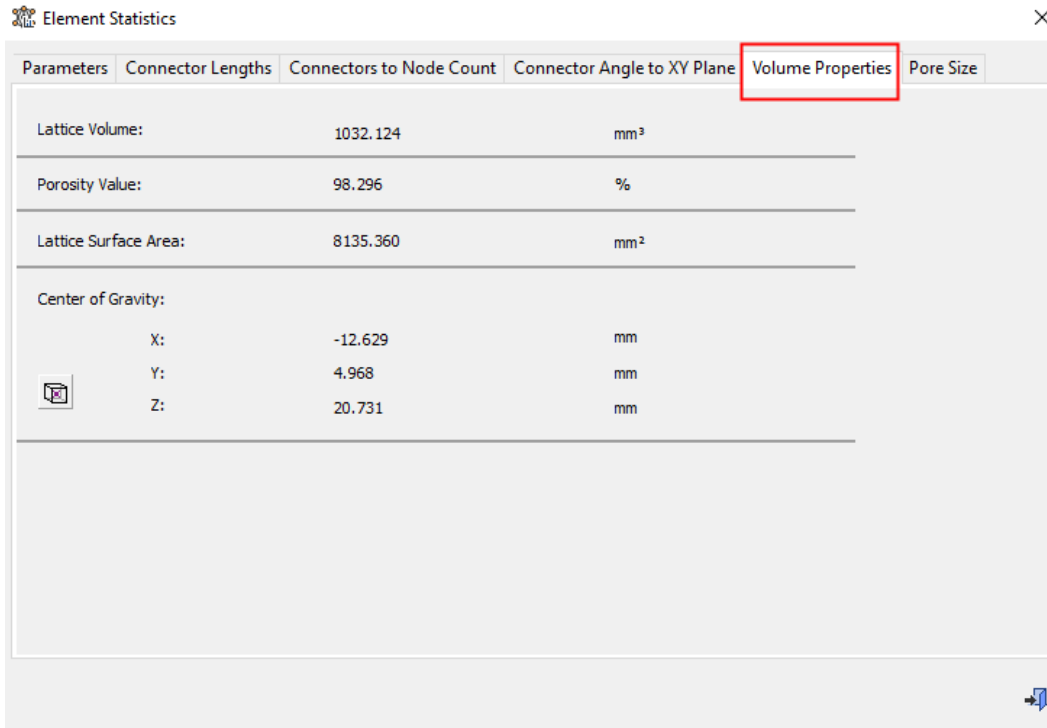 Element Statistics
Parameters Connector Lengths Connectors to Node Count Connector Angle to XY Plane Volume Properties Pore Size
Lattice Volume: 1032.124 mm³
Porosity Value: 98.296 %
Lattice Surface Area: 8135.360 mm²
Center of Gravity:
X: -12.629 mm
Y: 4.968 mm
Z: 20.731 mm